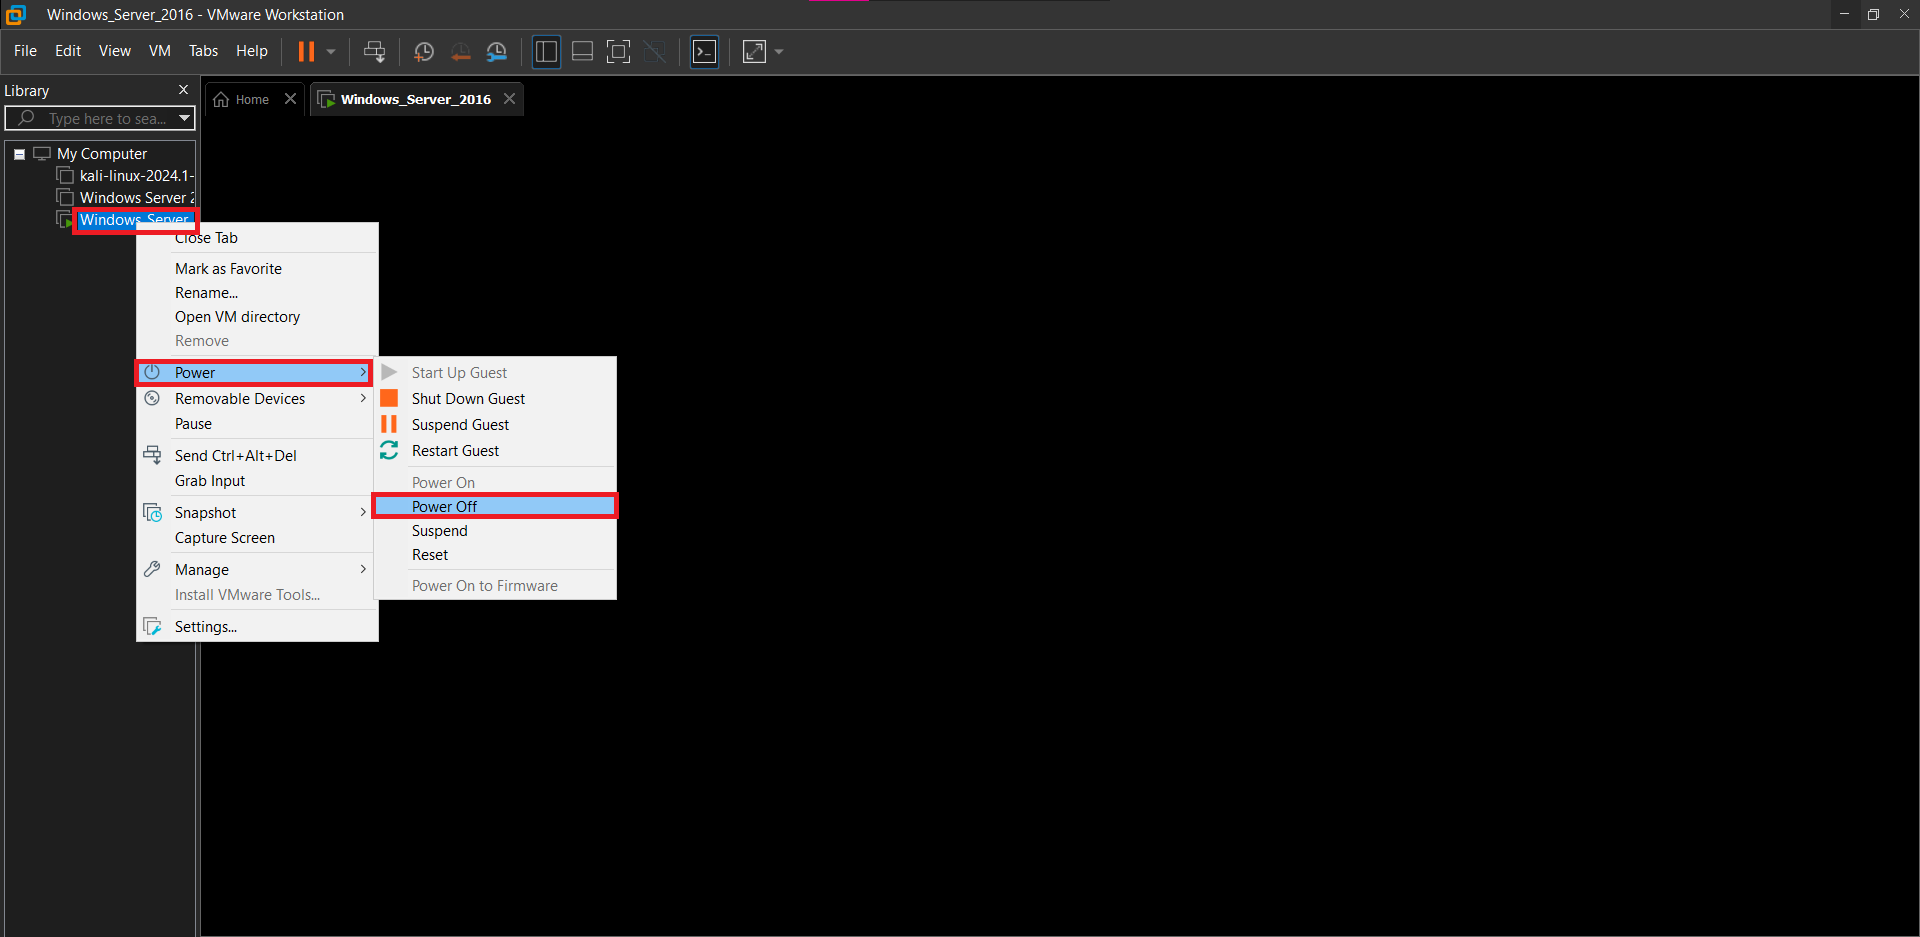 Windows_Server_2016 - VMware Workstation
File Edit View VM Tabs Help
Library
Type here to sea...
Home
Windows_Server_2016
My Computer
kali-linux-2024.1-
Windows Server 2
Windows_Server
Close Tab
Mark as Favorite
Rename...
Open VM directory
Remove
Power
Removable Devices
Pause
Send Ctrl+Alt+Del
Grab Input
Snapshot
Capture Screen
Manage
Install VMware Tools...
Settings...
Start Up Guest
Shut Down Guest
Suspend Guest
Restart Guest
Power On
Power Off
Suspend
Reset
Power On to Firmware